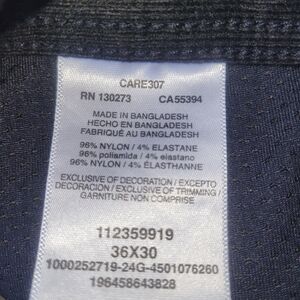 CARE307
RN 130273 CA55394
MADE IN BANGLADESH
HECHO EN BANGLADESH
FABRIQUÉ AU BANGLADESH
96% NYLON / 4% ELASTANE
96% poliamida / 4% elastano
96% NYLON / 4% ÉLASTHANNE
EXCLUSIVE OF DECORATION / EXCEPTO
DECORACIÓN / EXCLUSIVE OF TRIMMING /
GARNITURE NON COMPRISE
112359919
36X30
1000252719-24G-4501076260
196458643828